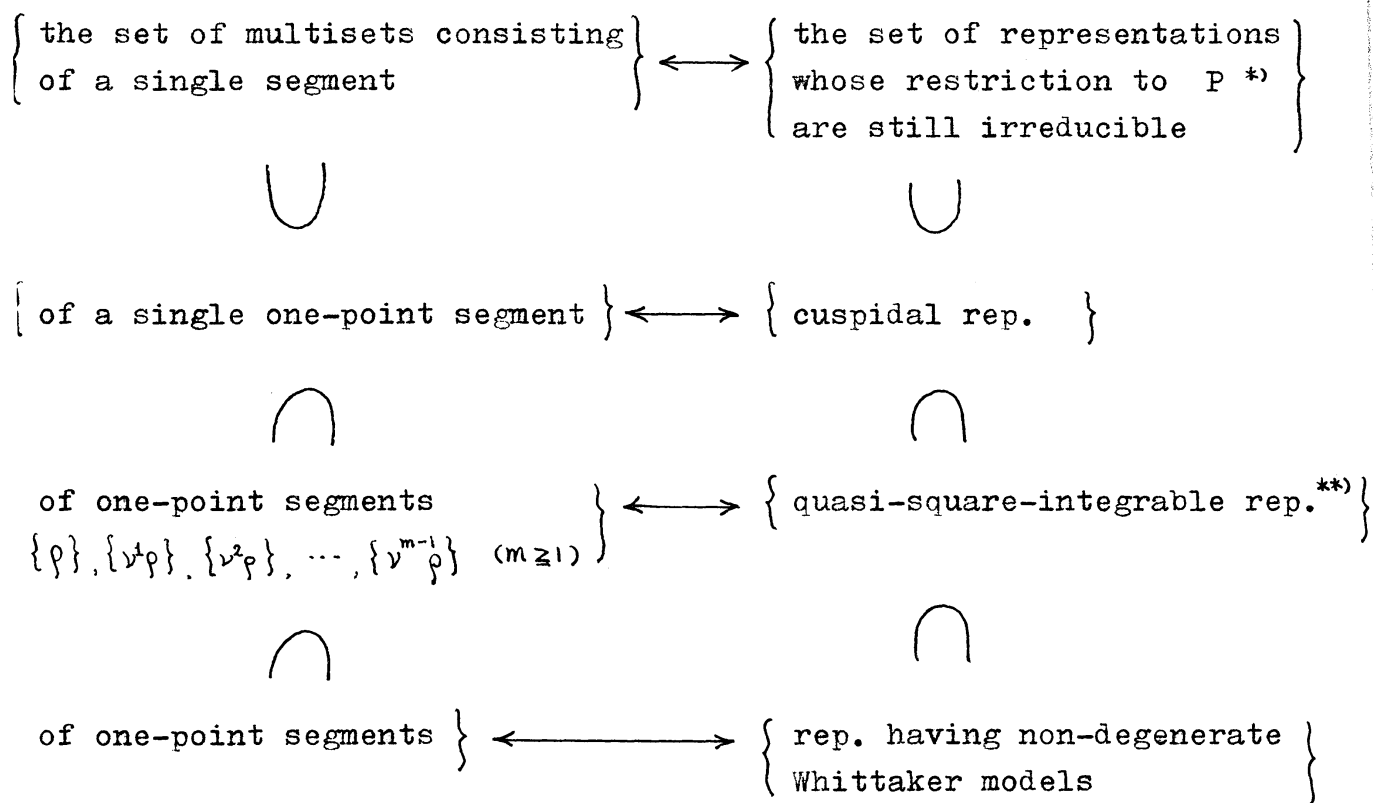 { the set of multisets consisting of a single segment } ⟷ { the set of representations whose restriction to P *) are still irreducible }
∪ ∪
{ of a single one-point segment } ⟷ { cuspidal rep. }
∩ ∩
of one-point segments {ρ}, {ν¹ρ}, {ν²ρ}, ⋯, {ν^{m-1}ρ} (m ≧ 1) } ⟷ { quasi-square-integrable rep.**) }
∩ ∩
of one-point segments } ⟷ { rep. having non-degenerate Whittaker models }